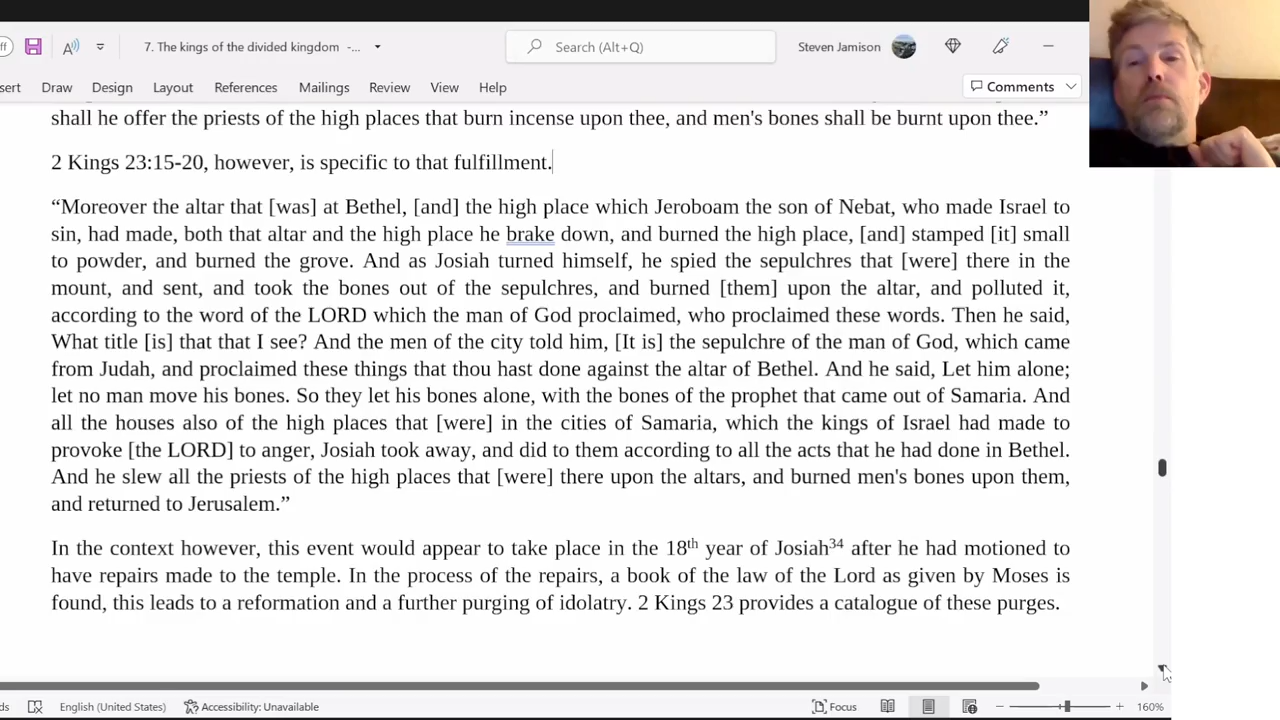 ff
7. The kings of the divided kingdom -...
Search (Alt+Q)
Steven Jamison
sert Draw Design Layout References Mailings Review View Help
Comments
shall he offer the priests of the high places that burn incense upon thee, and men's bones shall be burnt upon thee.”
2 Kings 23:15-20, however, is specific to that fulfillment.
“Moreover the altar that [was] at Bethel, [and] the high place which Jeroboam the son of Nebat, who made Israel to
sin, had made, both that altar and the high place he brake down, and burned the high place, [and] stamped [it] small
to powder, and burned the grove. And as Josiah turned himself, he spied the sepulchres that [were] there in the
mount, and sent, and took the bones out of the sepulchres, and burned [them] upon the altar, and polluted it,
according to the word of the LORD which the man of God proclaimed, who proclaimed these words. Then he said,
What title [is] that that I see? And the men of the city told him, [It is] the sepulchre of the man of God, which came
from Judah, and proclaimed these things that thou hast done against the altar of Bethel. And he said, Let him alone;
let no man move his bones. So they let his bones alone, with the bones of the prophet that came out of Samaria. And
all the houses also of the high places that [were] in the cities of Samaria, which the kings of Israel had made to
provoke [the LORD] to anger, Josiah took away, and did to them according to all the acts that he had done in Bethel.
And he slew all the priests of the high places that [were] there upon the altars, and burned men's bones upon them,
and returned to Jerusalem.”
In the context however, this event would appear to take place in the 18th year of Josiah34 after he had motioned to
have repairs made to the temple. In the process of the repairs, a book of the law of the Lord as given by Moses is
found, this leads to a reformation and a further purging of idolatry. 2 Kings 23 provides a catalogue of these purges.
ds English (United States) Accessibility: Unavailable Focus 160%